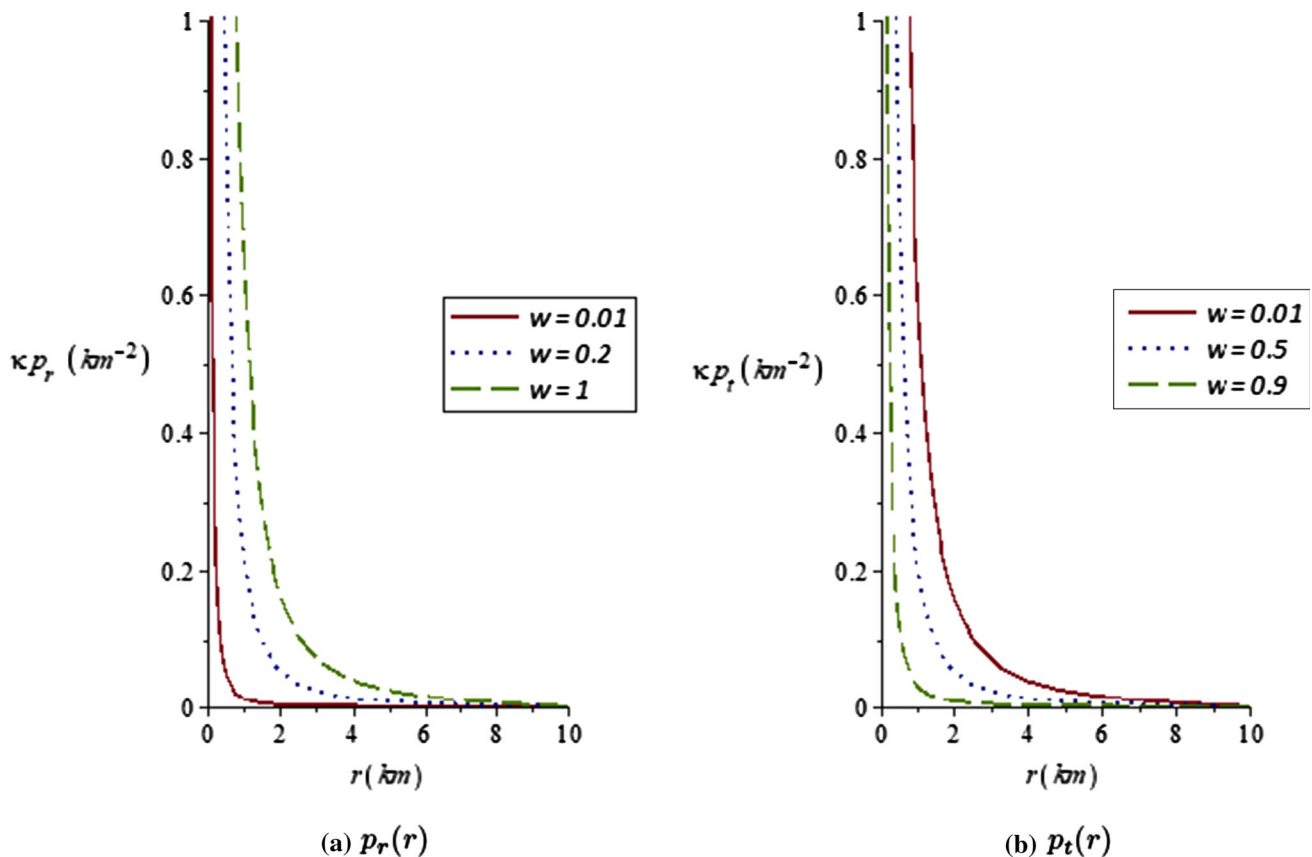 1
0.8
0.6
κ p_r (km⁻²)
0.4
0.2
0
0 2 4 6 8 10
r (km)
w = 0.01
w = 0.2
w = 1
(a) p_r(r)
1
0.8
0.6
κ p_t (km⁻²)
0.4
0.2
0
0 2 4 6 8 10
r (km)
w = 0.01
w = 0.5
w = 0.9
(b) p_t(r)